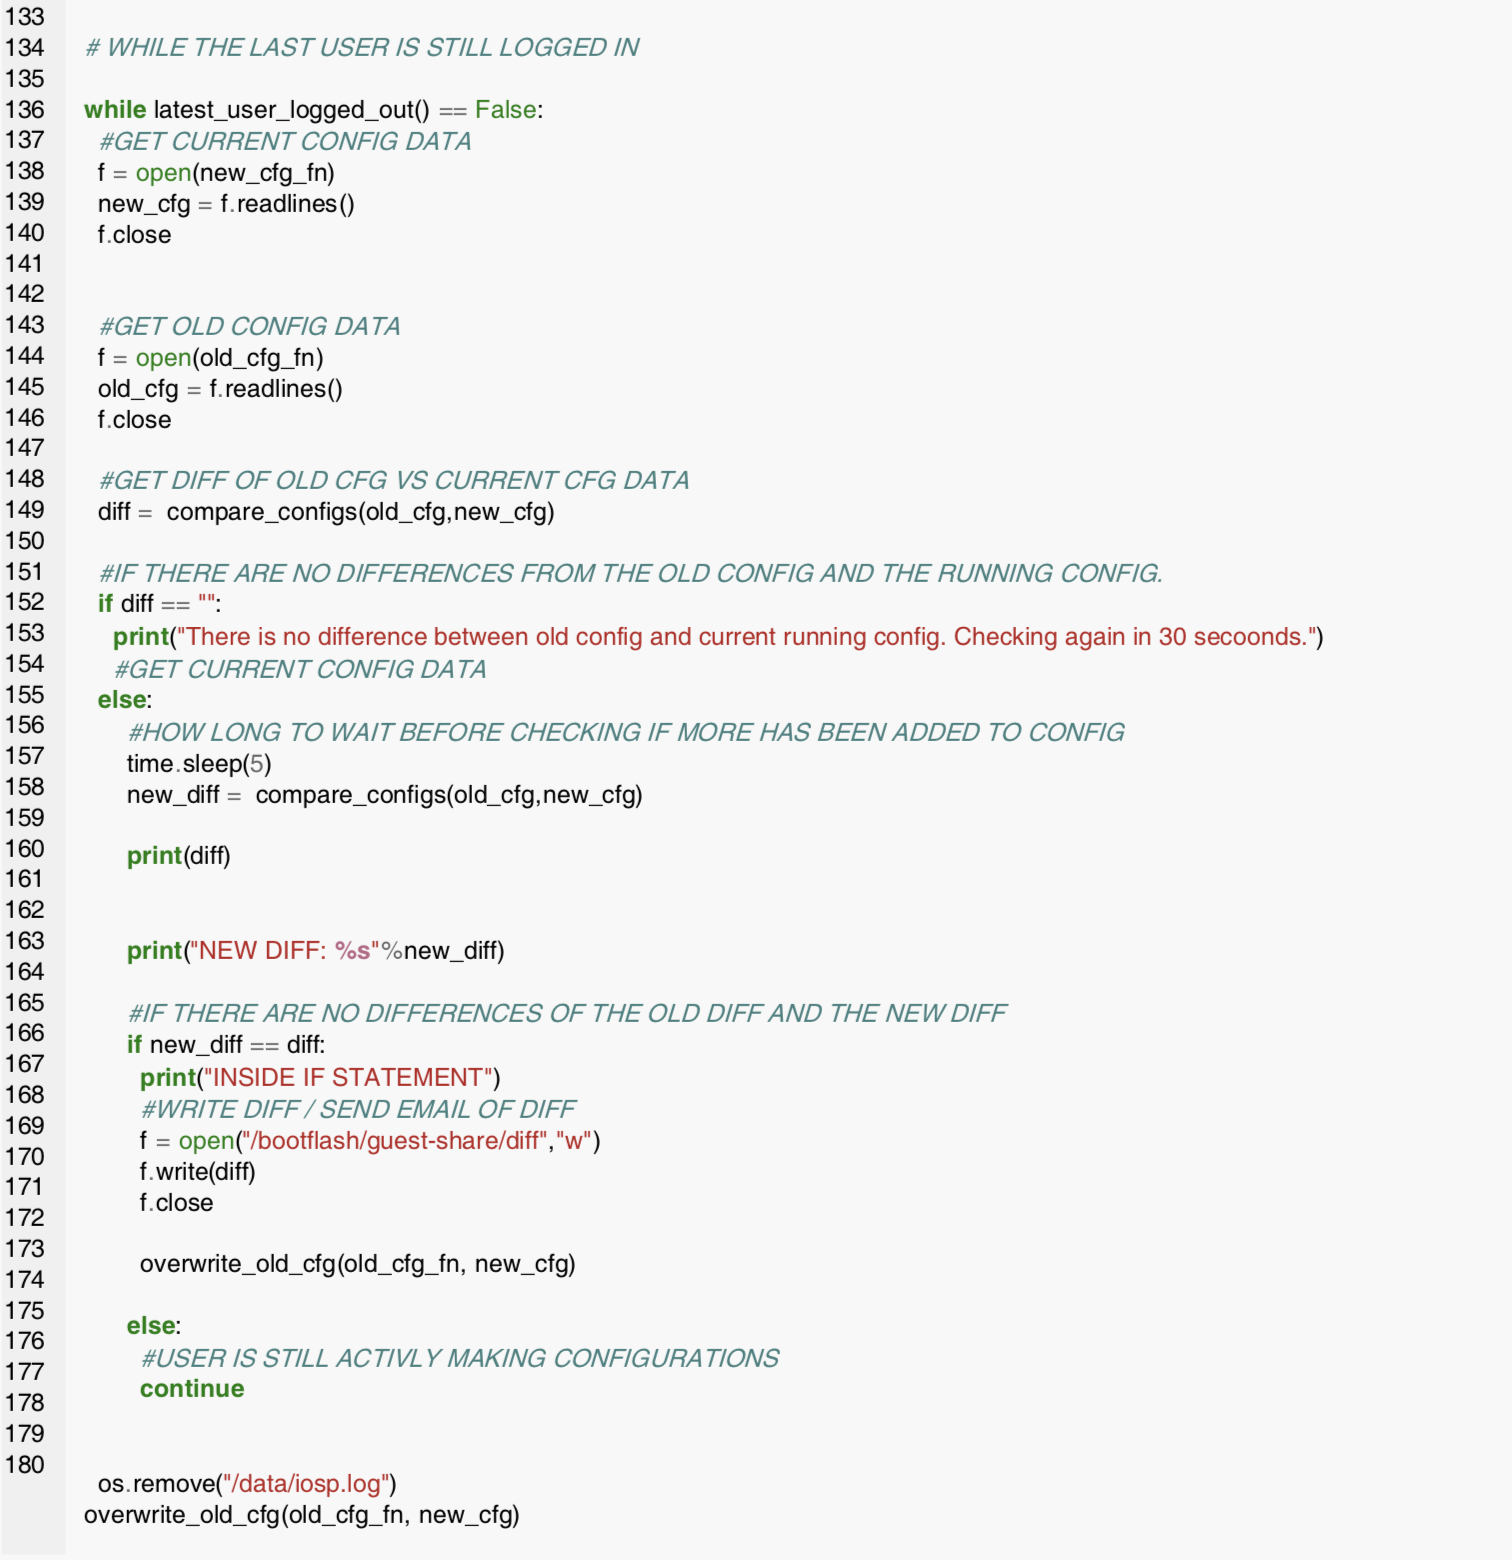 133
134 # WHILE THE LAST USER IS STILL LOGGED IN
135
136 while latest_user_logged_out() == False:
137 #GET CURRENT CONFIG DATA
138 f = open(new_cfg_fn)
139 new_cfg = f.readlines()
140 f.close
141
142
143 #GET OLD CONFIG DATA
144 f = open(old_cfg_fn)
145 old_cfg = f.readlines()
146 f.close
147
148 #GET DIFF OF OLD CFG VS CURRENT CFG DATA
149 diff =  compare_configs(old_cfg,new_cfg)
150
151 #IF THERE ARE NO DIFFERENCES FROM THE OLD CONFIG AND THE RUNNING CONFIG.
152 if diff == "":
153 print("There is no difference between old config and current running config. Checking again in 30 secoonds.")
154 #GET CURRENT CONFIG DATA
155 else:
156 #HOW LONG TO WAIT BEFORE CHECKING IF MORE HAS BEEN ADDED TO CONFIG
157 time.sleep(5)
158 new_diff =  compare_configs(old_cfg,new_cfg)
159
160 print(diff)
161
162
163 print("NEW DIFF: %s"%new_diff)
164
165 #IF THERE ARE NO DIFFERENCES OF THE OLD DIFF AND THE NEW DIFF
166 if new_diff == diff:
167 print("INSIDE IF STATEMENT")
168 #WRITE DIFF / SEND EMAIL OF DIFF
169 f = open("/bootflash/guest-share/diff","w")
170 f.write(diff)
171 f.close
172
173 overwrite_old_cfg(old_cfg_fn, new_cfg)
174
175 else:
176 #USER IS STILL ACTIVLY MAKING CONFIGURATIONS
177 continue
178
179
180 os.remove("/data/iosp.log")
overwrite_old_cfg(old_cfg_fn, new_cfg)